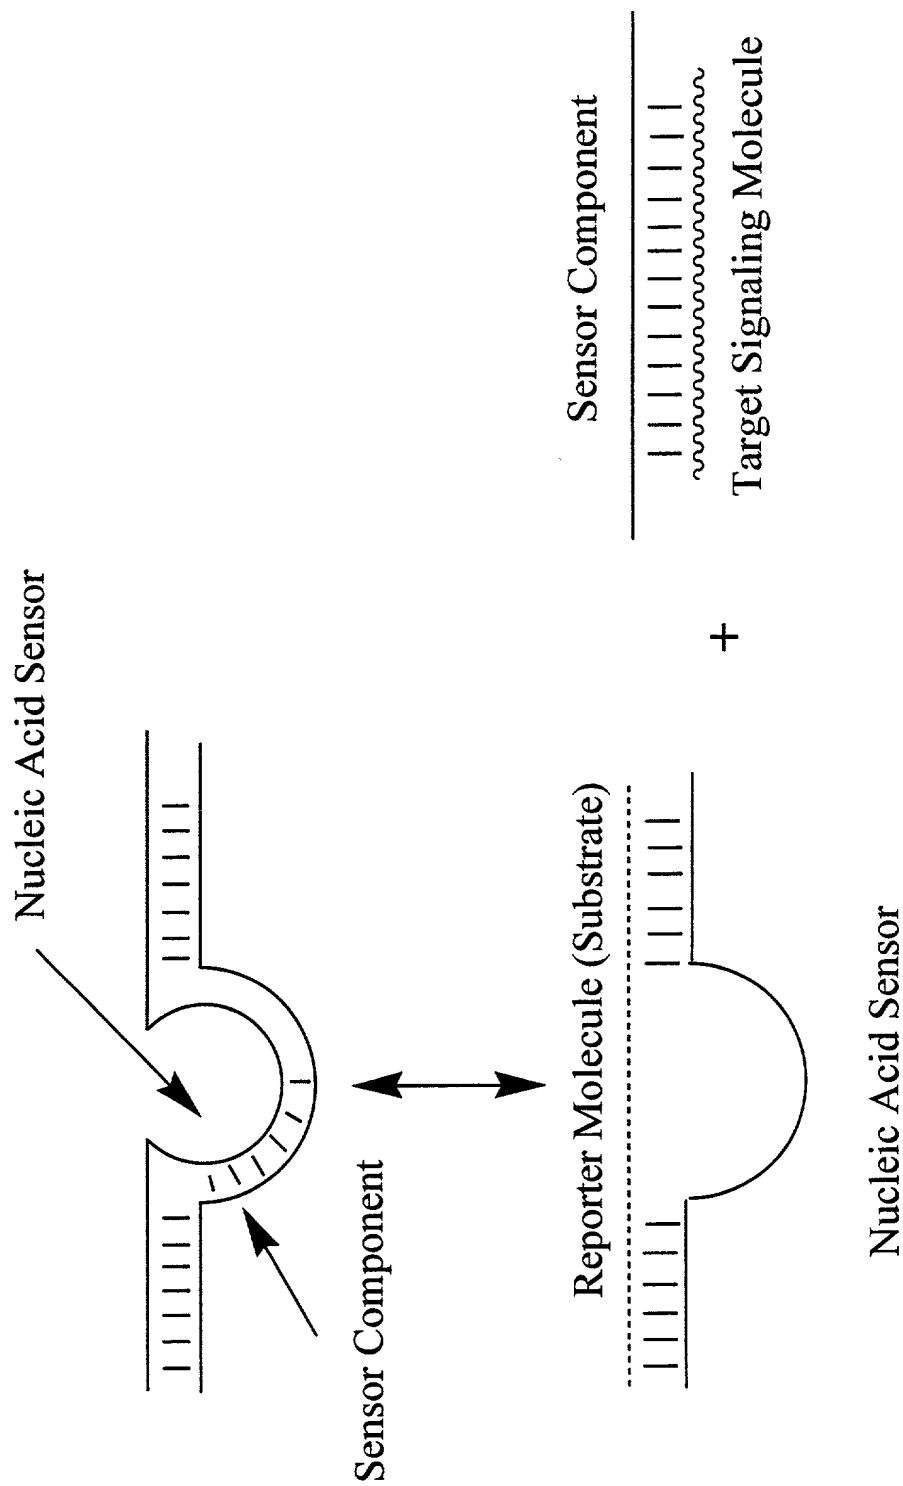 Nucleic Acid Sensor
Sensor Component
Reporter Molecule (Substrate)
Nucleic Acid Sensor
+
Sensor Component
Target Signaling Molecule